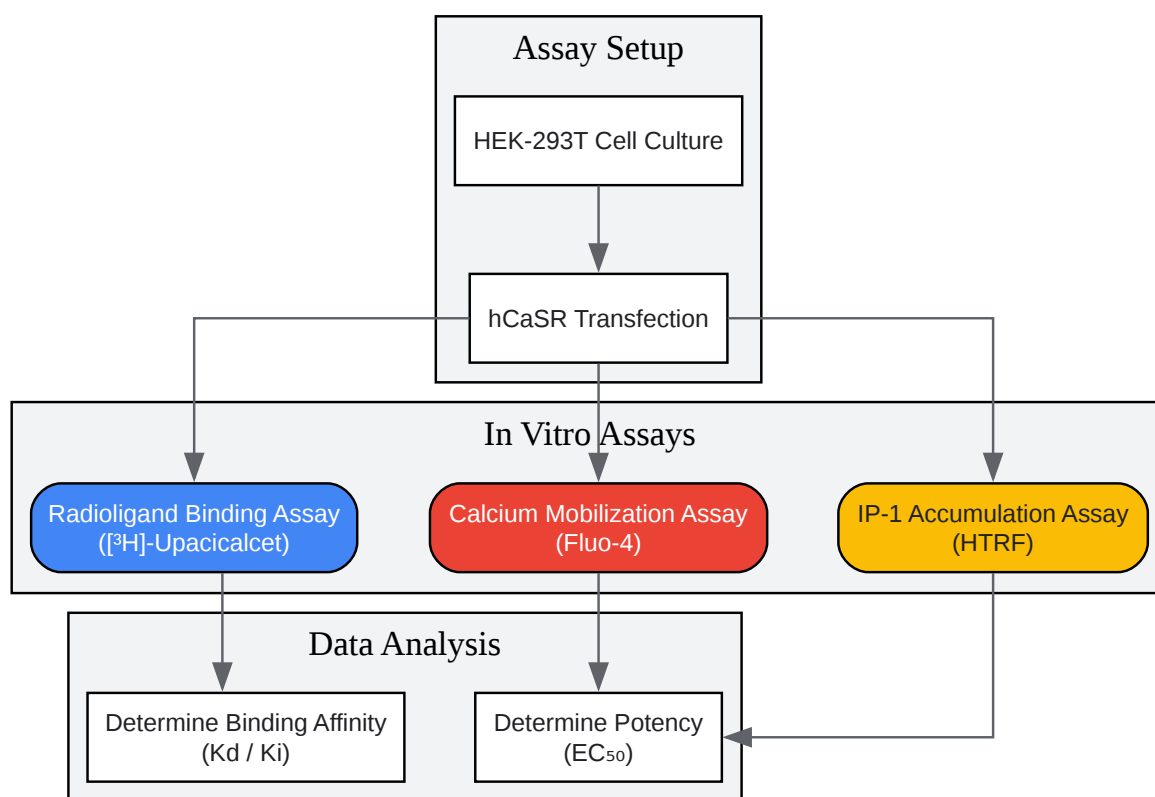 Assay Setup
HEK-293T Cell Culture
hCaSR Transfection
In Vitro Assays
Radioligand Binding Assay
([³H]-Upacicalcet)
Calcium Mobilization Assay
(Fluo-4)
IP-1 Accumulation Assay
(HTRF)
Data Analysis
Determine Binding Affinity
(Kd / Ki)
Determine Potency
(EC₅₀)